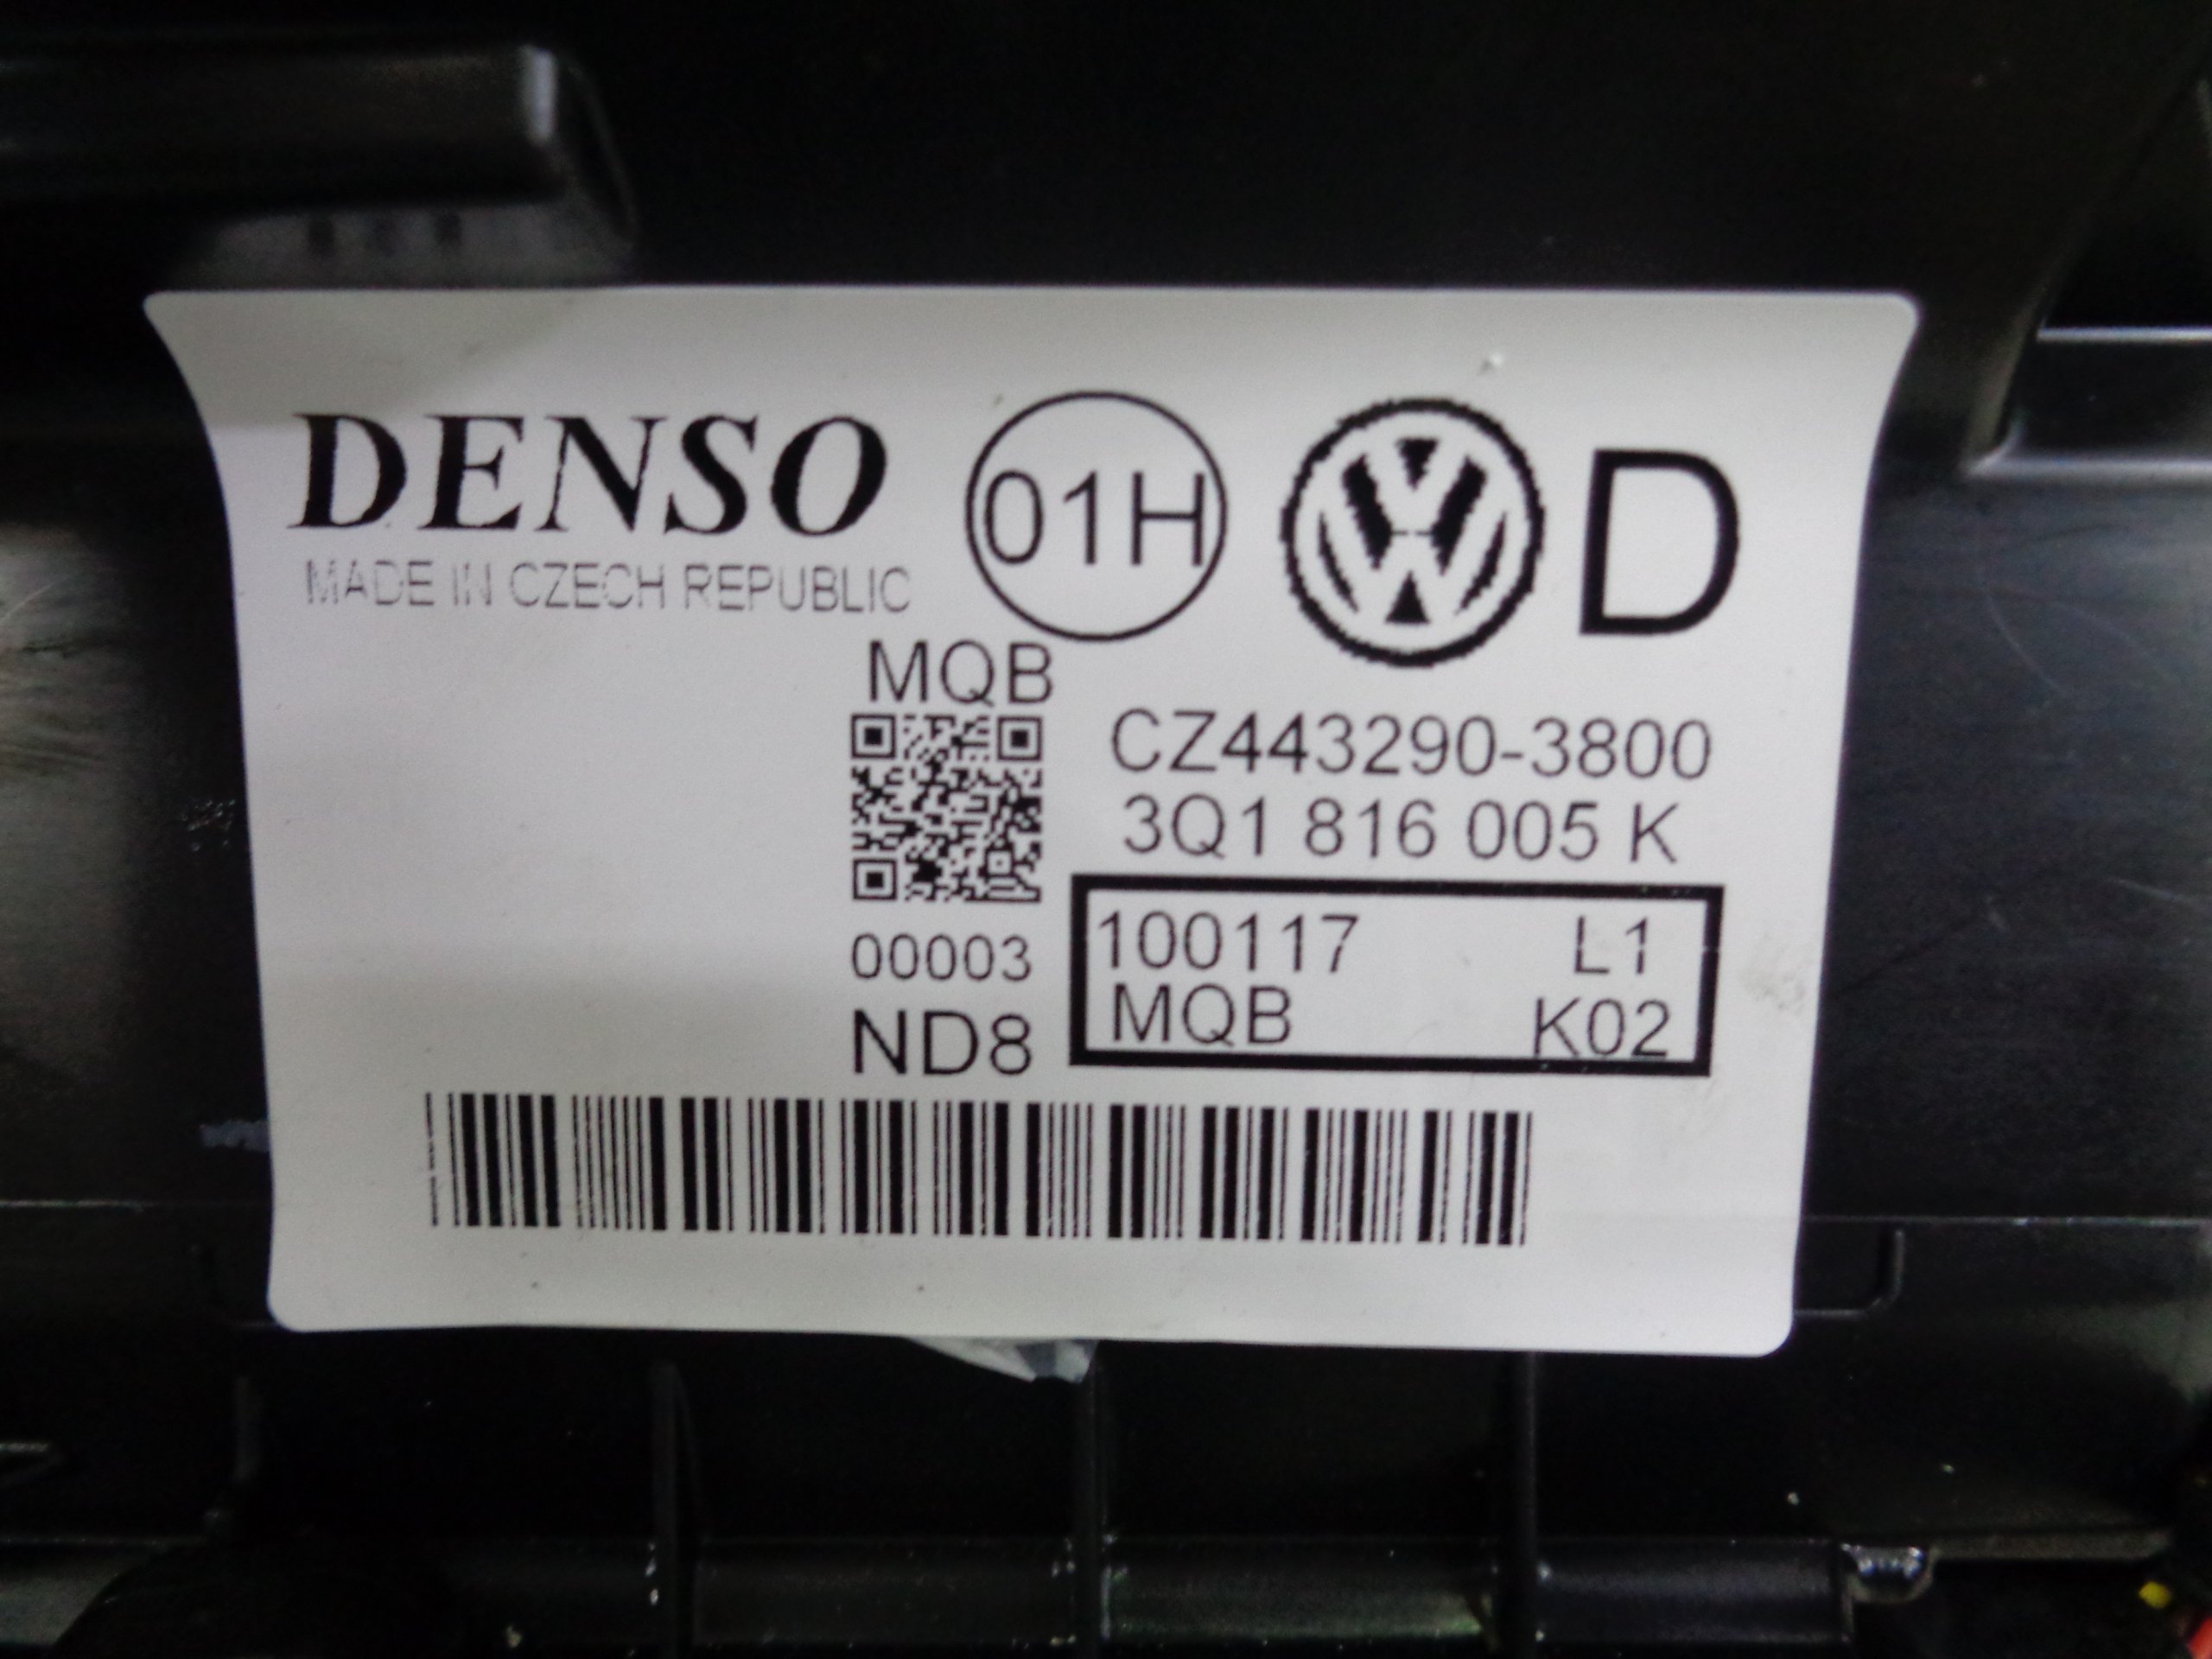 DENSO
01H
D
MADE IN CZECH REPUBLIC
MQB
CZ443290-3800
3Q1 816 005 K
00003
100117 L1
MQB K02
ND8